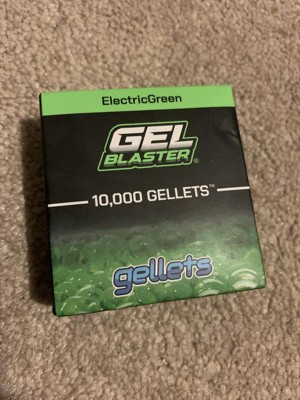 ElectricGreen
GEL
BLASTER®
10,000 GELLETS™
gellets